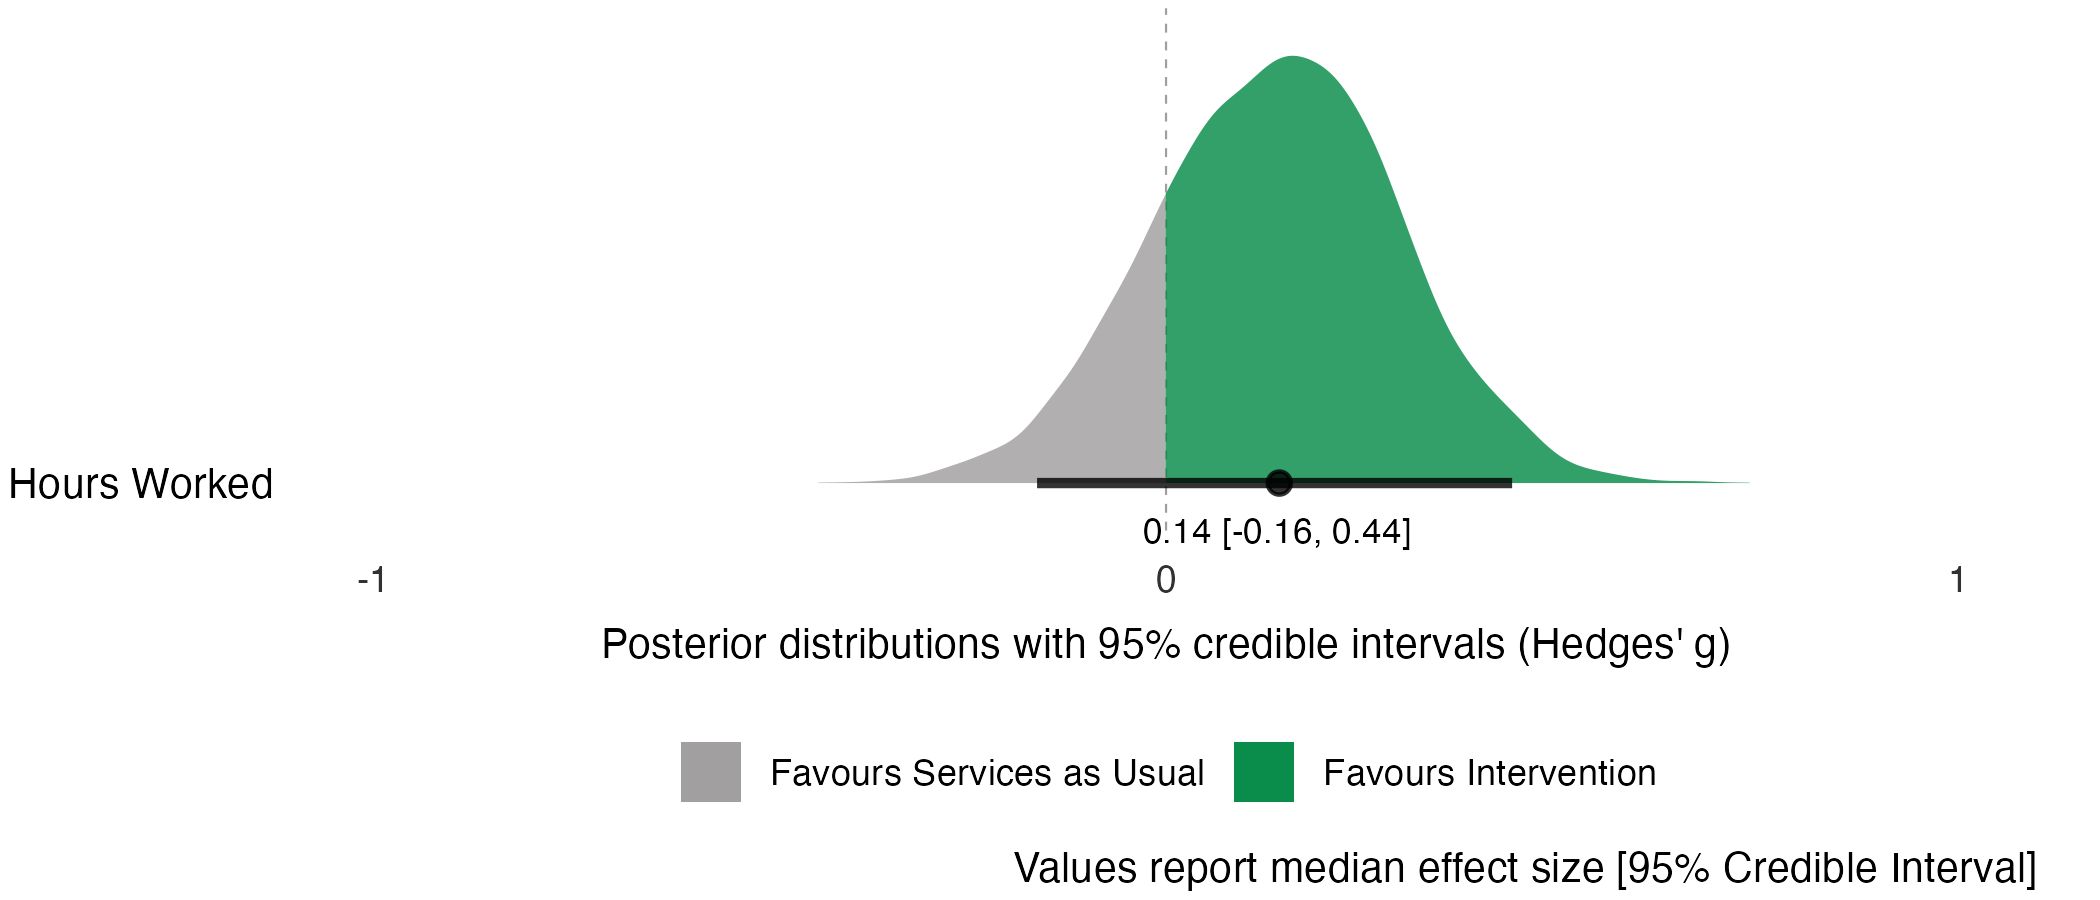 Hours Worked
0.14 [-0.16, 0.44]
-1 0 1
Posterior distributions with 95% credible intervals (Hedges' g)
Favours Services as Usual Favours Intervention
Values report median effect size [95% Credible Interval]